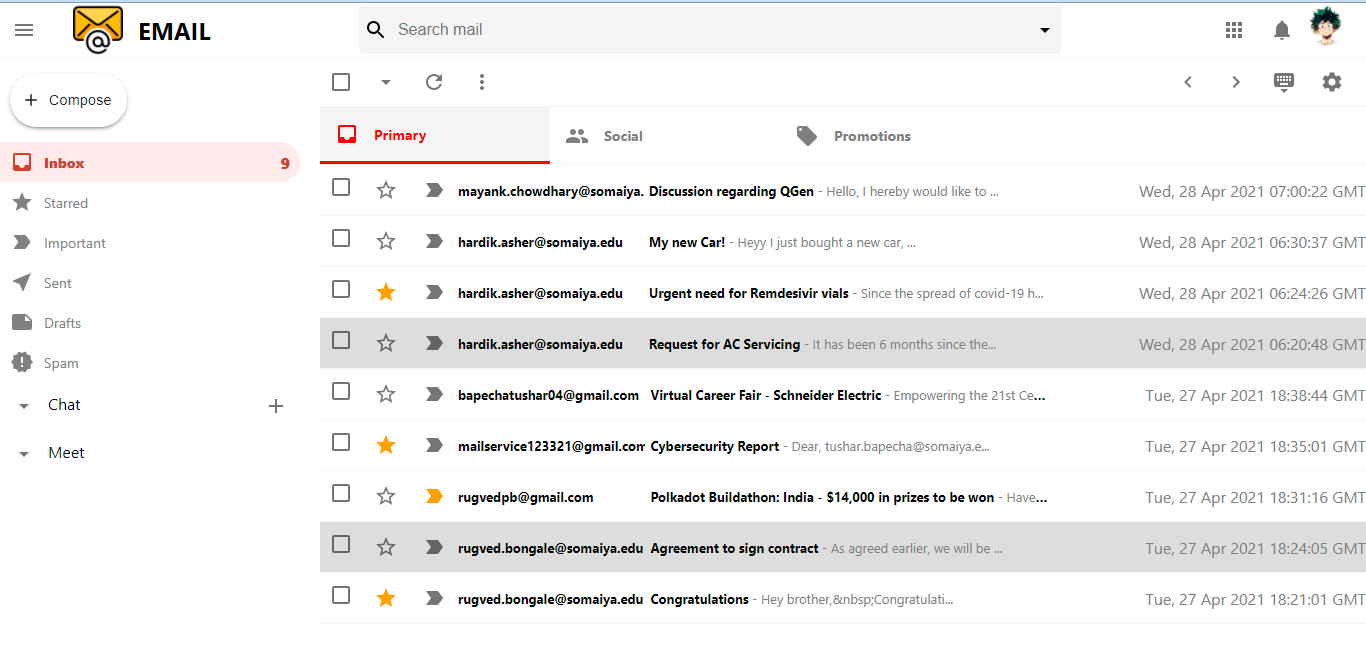 EMAIL
Search mail
Compose
Inbox 9
Starred
Important
Sent
Drafts
Spam
Chat
Meet
Primary Social Promotions
mayank.chowdhary@somaiya. Discussion regarding QGen - Hello, I hereby would like to ... Wed, 28 Apr 2021 07:00:22 GMT
hardik.asher@somaiya.edu My new Car! - Heyy I just bought a new car, ... Wed, 28 Apr 2021 06:30:37 GMT
hardik.asher@somaiya.edu Urgent need for Remdesivir vials - Since the spread of covid-19 h... Wed, 28 Apr 2021 06:24:26 GMT
hardik.asher@somaiya.edu Request for AC Servicing - It has been 6 months since the... Wed, 28 Apr 2021 06:20:48 GMT
bapechatushar04@gmail.com Virtual Career Fair - Schneider Electric - Empowering the 21st Ce... Tue, 27 Apr 2021 18:38:44 GMT
mailservice123321@gmail.com Cybersecurity Report - Dear, tushar.bapecha@somaiya.e... Tue, 27 Apr 2021 18:35:01 GMT
rugvedpb@gmail.com Polkadot Buildathon: India - $14,000 in prizes to be won - Have... Tue, 27 Apr 2021 18:31:16 GMT
rugved.bongale@somaiya.edu Agreement to sign contract - As agreed earlier, we will be ... Tue, 27 Apr 2021 18:24:05 GMT
rugved.bongale@somaiya.edu Congratulations - Hey brother,&nbsp;Congratulati... Tue, 27 Apr 2021 18:21:01 GMT